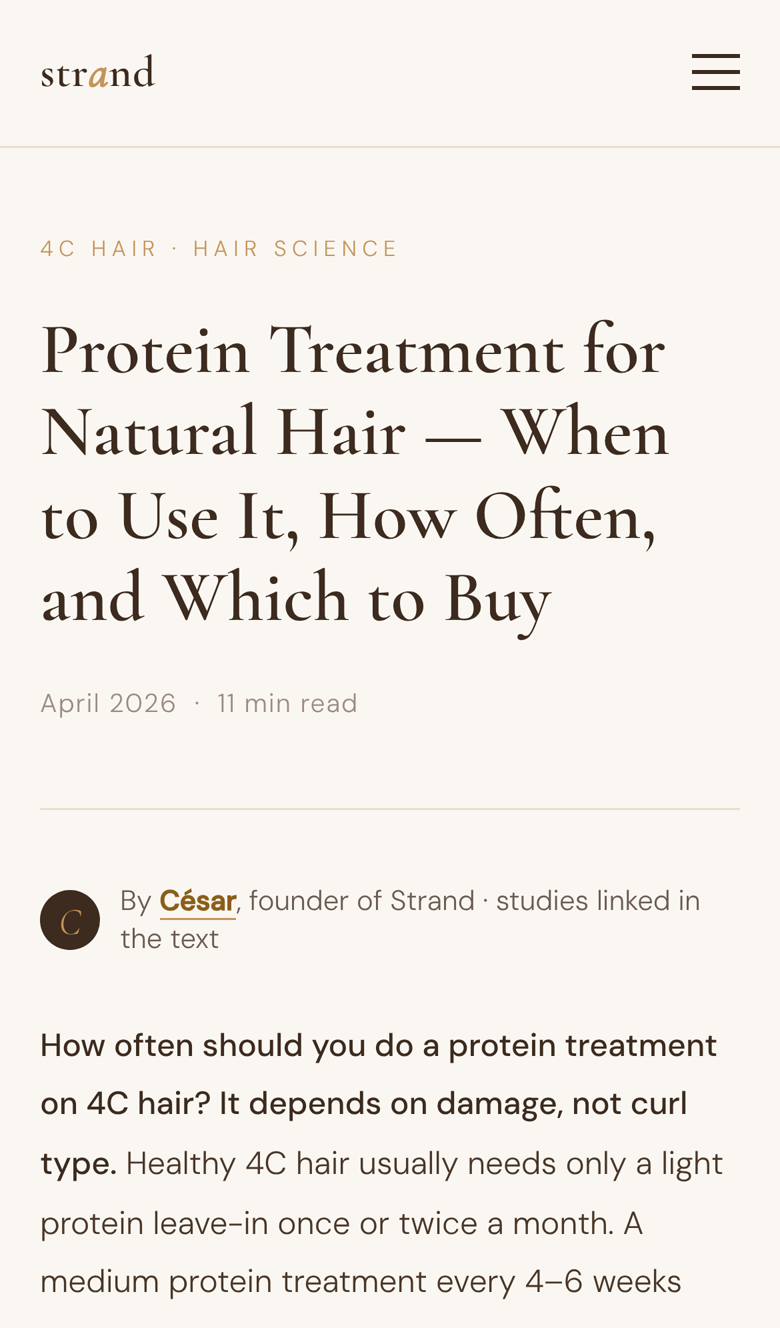 strand
4C HAIR · HAIR SCIENCE
Protein Treatment for
Natural Hair — When
to Use It, How Often,
and Which to Buy
April 2026 · 11 min read
C
By César, founder of Strand · studies linked in
the text
How often should you do a protein treatment
on 4C hair? It depends on damage, not curl
type. Healthy 4C hair usually needs only a light
protein leave-in once or twice a month. A
medium protein treatment every 4–6 weeks